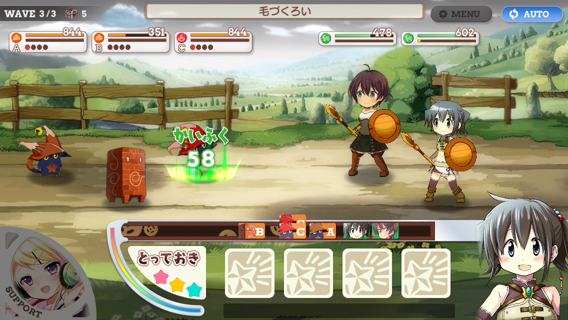 WAVE 3/3 5
毛づくろい
MENU
AUTO
844
351
844
478
602
A
B
C
かいふく
58
B
C
A
とっておき
SUPPORT